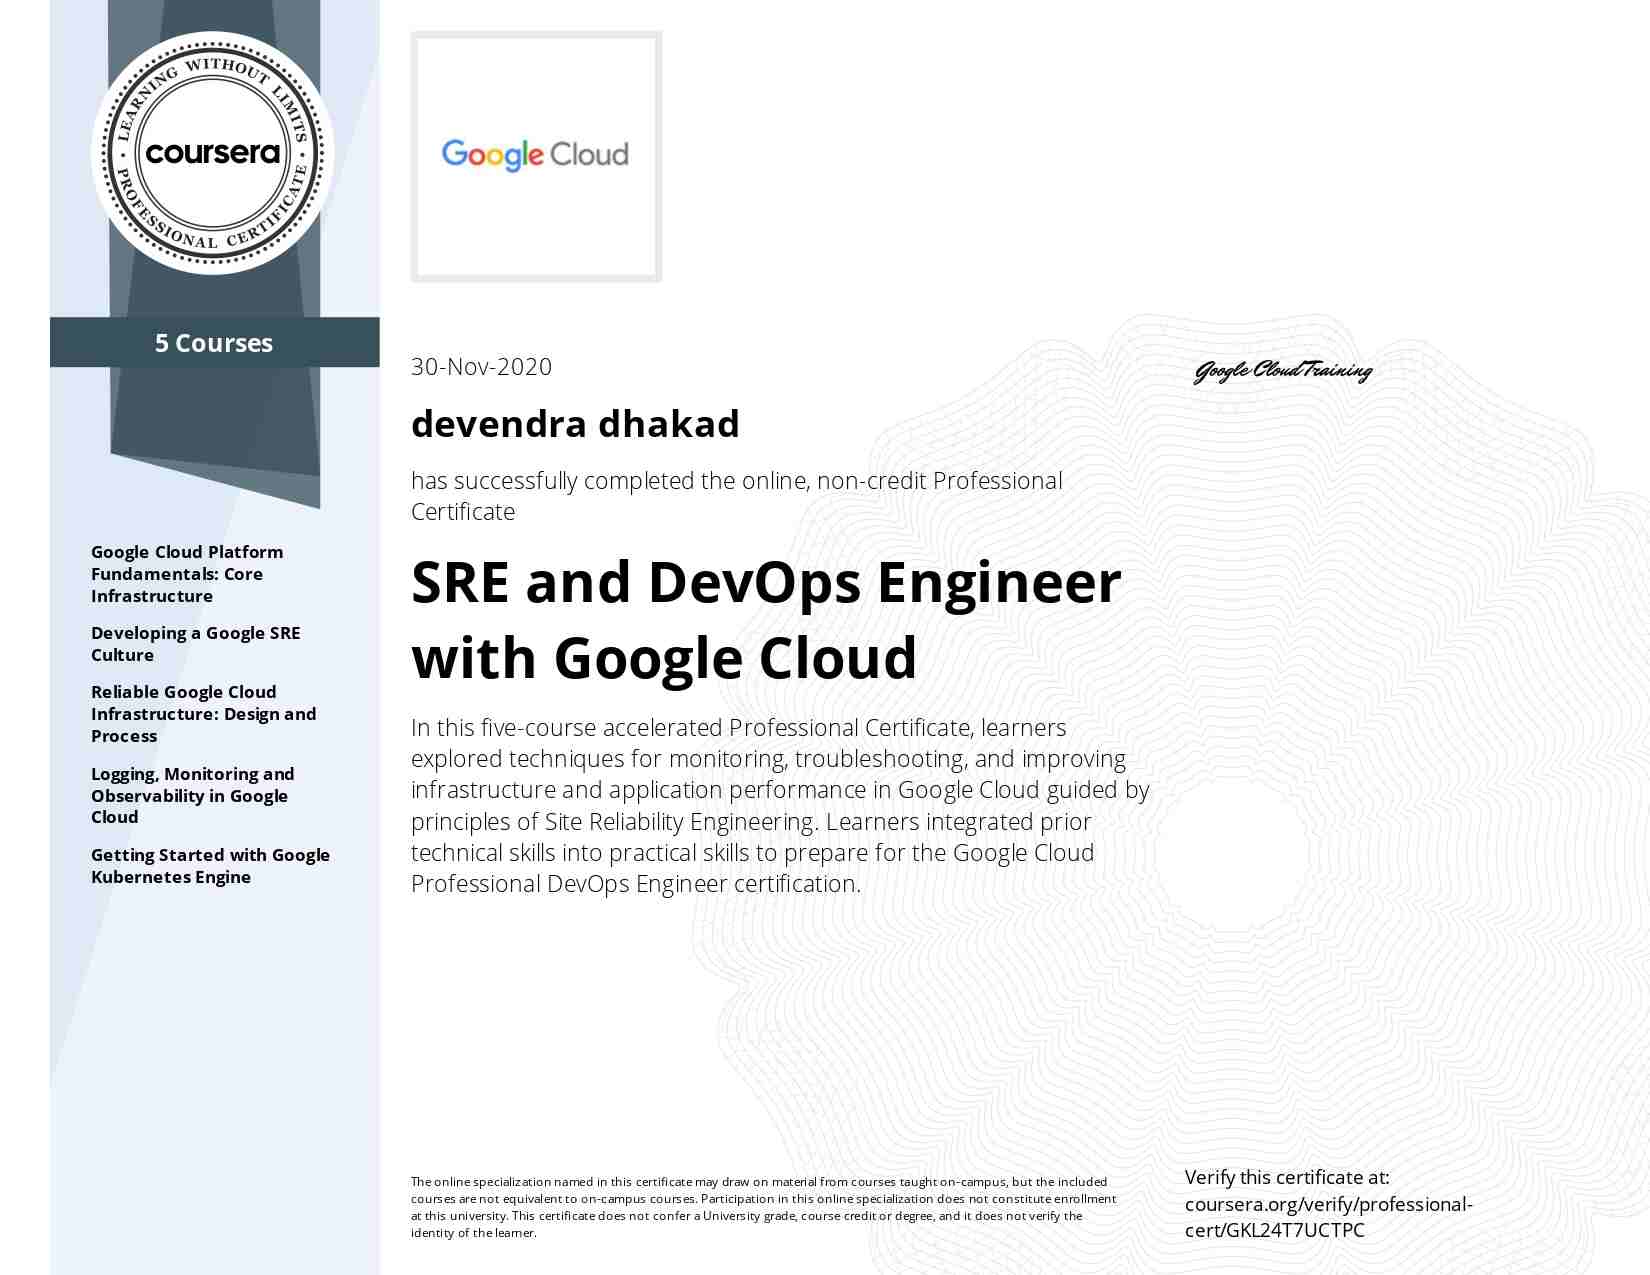 LEARNING WITHOUT LIMITS
coursera
PROFESSIONAL CERTIFICATE
5 Courses
Google Cloud Platform
Fundamentals: Core
Infrastructure
Developing a Google SRE
Culture
Reliable Google Cloud
Infrastructure: Design and
Process
Logging, Monitoring and
Observability in Google
Cloud
Getting Started with Google
Kubernetes Engine
Google Cloud
30-Nov-2020
devendra dhakad
has successfully completed the online, non-credit Professional
Certificate
SRE and DevOps Engineer
with Google Cloud
In this five-course accelerated Professional Certificate, learners
explored techniques for monitoring, troubleshooting, and improving
infrastructure and application performance in Google Cloud guided by
principles of Site Reliability Engineering. Learners integrated prior
technical skills into practical skills to prepare for the Google Cloud
Professional DevOps Engineer certification.
Google Cloud Training
The online specialization named in this certificate may draw on material from courses taught on-campus, but the included
courses are not equivalent to on-campus courses. Participation in this online specialization does not constitute enrollment
at this university. This certificate does not confer a University grade, course credit or degree, and it does not verify the
identity of the learner.
Verify this certificate at:
coursera.org/verify/professional-
cert/GKL24T7UCTPC